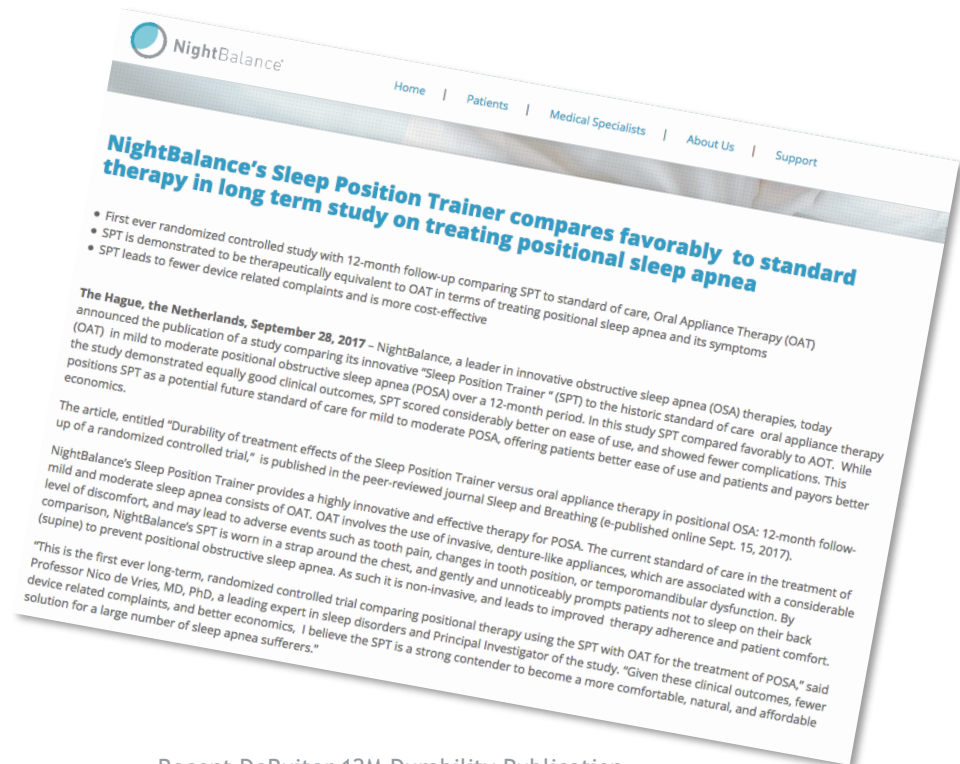 NightBalance
Home | Patients | Medical Specialists | About Us | Support
NightBalance's Sleep Position Trainer compares favorably to standard
therapy in long term study on treating positional sleep apnea
• First ever randomized controlled study with 12-month follow-up comparing SPT to standard of care, Oral Appliance Therapy (OAT)
• SPT is demonstrated to be therapeutically equivalent to OAT in terms of treating positional sleep apnea and its symptoms
• SPT leads to fewer device related complaints and is more cost-effective
The Hague, the Netherlands, September 28, 2017 – NightBalance, a leader in innovative obstructive sleep apnea (OSA) therapies, today
announced the publication of a study comparing its innovative "Sleep Position Trainer " (SPT) to the historic standard of care oral appliance therapy
(OAT) in mild to moderate positional obstructive sleep apnea (POSA) over a 12-month period. In this study SPT compared favorably to AOT. While
the study demonstrated equally good clinical outcomes, SPT scored considerably better on ease of use, and showed fewer complications. This
positions SPT as a potential future standard of care for mild to moderate POSA, offering patients better ease of use and patients and payors better
economics.
The article, entitled "Durability of treatment effects of the Sleep Position Trainer versus oral appliance therapy in positional OSA: 12-month follow-
up of a randomized controlled trial," is published in the peer-reviewed journal Sleep and Breathing (e-published online Sept. 15, 2017).
NightBalance's Sleep Position Trainer provides a highly innovative and effective therapy for POSA. The current standard of care in the treatment of
mild and moderate sleep apnea consists of OAT. OAT involves the use of invasive, denture-like appliances, which are associated with a considerable
level of discomfort, and may lead to adverse events such as tooth pain, changes in tooth position, or temporomandibular dysfunction. By
comparison, NightBalance's SPT is worn in a strap around the chest, and gently and unnoticeably prompts patients not to sleep on their back
(supine) to prevent positional obstructive sleep apnea. As such it is non-invasive, and leads to improved therapy adherence and patient comfort.
"This is the first ever long-term, randomized controlled trial comparing positional therapy using the SPT with OAT for the treatment of POSA," said
Professor Nico de Vries, MD, PhD, a leading expert in sleep disorders and Principal Investigator of the study. "Given these clinical outcomes, fewer
device related complaints, and better economics, I believe the SPT is a strong contender to become a more comfortable, natural, and affordable
solution for a large number of sleep apnea sufferers."